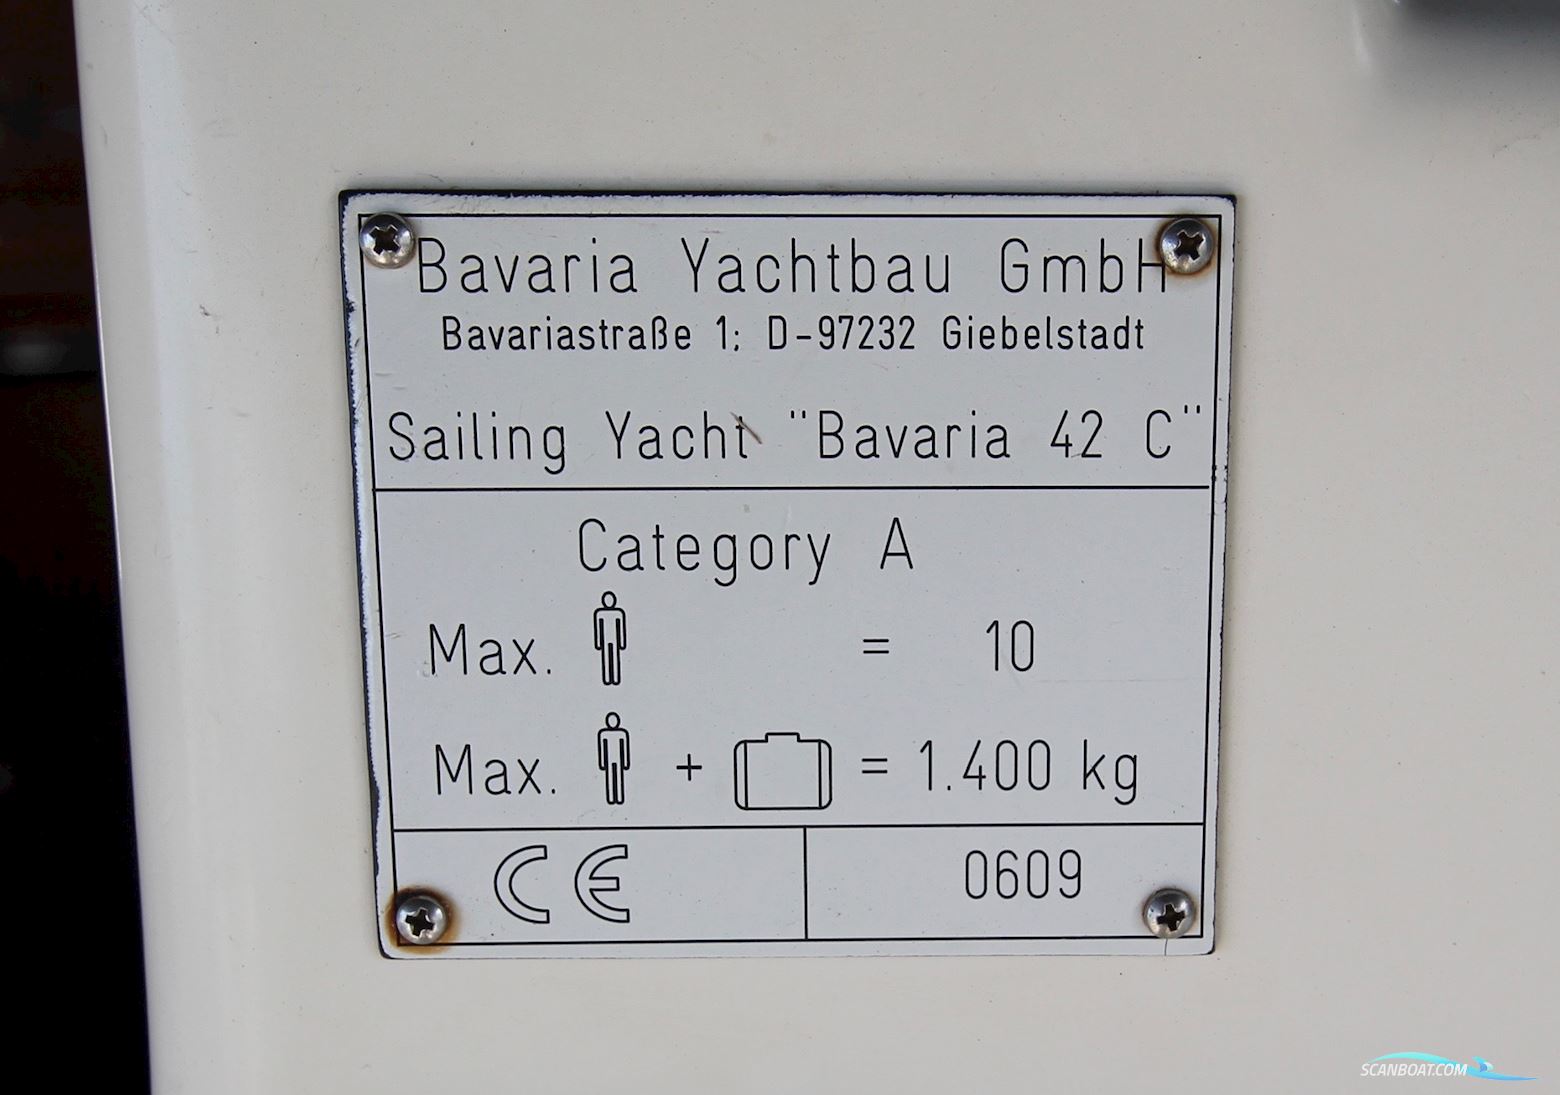 Bavaria Yachtbau GmbH
Bavariastraße 1; D-97232 Giebelstadt
Sailing Yacht "Bavaria 42 C"
Category A
Max. = 10
Max. + = 1.400 kg
CE 0609
SCANBOAT.COM